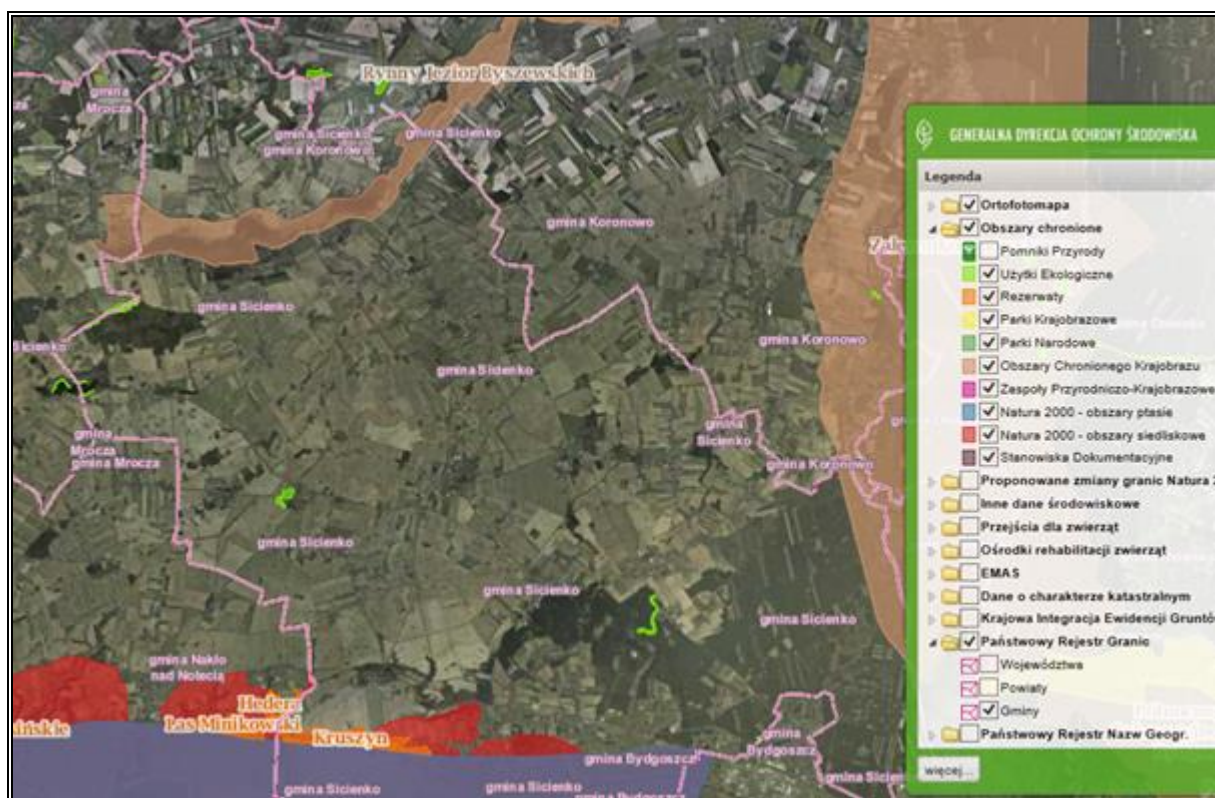 Rynny Jezior Byszewskich
gmina
Mrocza
gmina Sicienko
gmina Koronowo
gmina Sicienko
gmina Koronowo
gmina Sicienko
Sicienko
gmina Sicienko
gmina Koronowo
gmina
Sicienko
gmina Koronowo
gmina
Mrocza
gmina Mrocza
gmina Sicienko
gmina Sicienko
gmina Sicienko
gmina Nakło
nad Notecią
Hedera
Las Minikowski
Kruszyn
gmina Bydgoszcz
gmina
Bydgoszcz
gmina Sicienko
gmina Sicienko
GENERALNA DYREKCJA OCHRONY ŚRODOWISKA
Legenda
Ortofotomapa
Obszary chronione
Pomniki Przyrody
Użytki Ekologiczne
Rezerwaty
Parki Krajobrazowe
Parki Narodowe
Obszary Chronionego Krajobrazu
Zespoły Przyrodniczo-Krajobrazowe
Natura 2000 - obszary ptasie
Natura 2000 - obszary siedliskowe
Stanowiska Dokumentacyjne
Proponowane zmiany granic Natura 2
Inne dane środowiskowe
Przejścia dla zwierząt
Ośrodki rehabilitacji zwierząt
EMAS
Dane o charakterze katastralnym
Krajowa Integracja Ewidencji Gruntó
Państwowy Rejestr Granic
Województwa
Powiaty
Gminy
Państwowy Rejestr Nazw Geogr.
więcej...